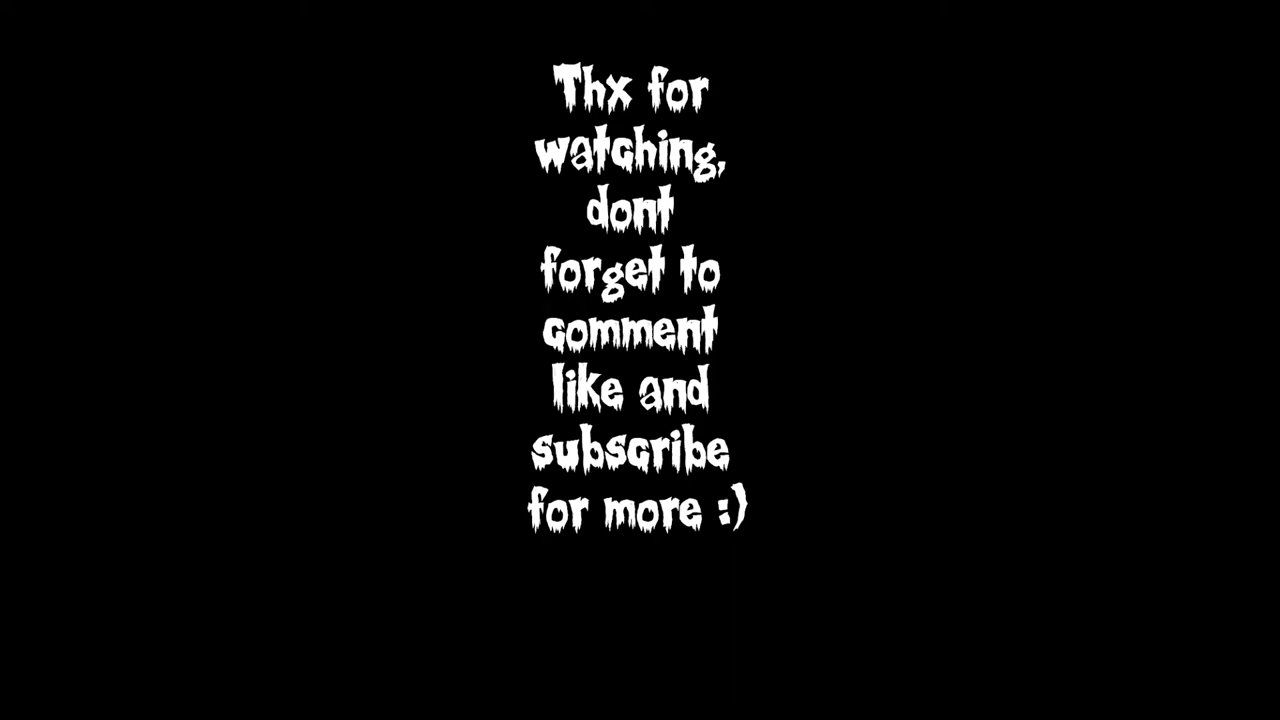 Thx for
watching,
dont
forget to
comment
like and
subscribe
for more :)